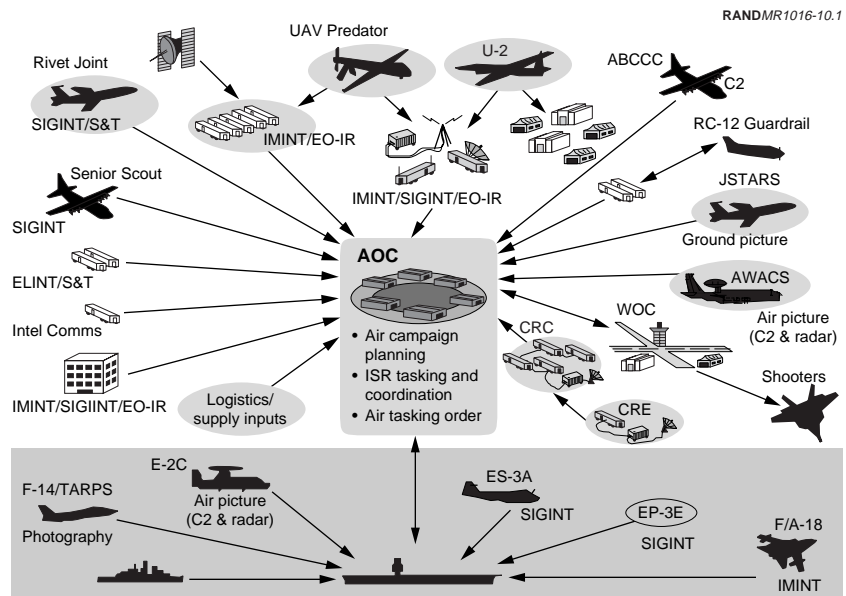 RANDMR1016-10.1
UAV Predator
U-2
ABCCC
C2
Rivet Joint
SIGINT/S&T
IMINT/EO-IR
RC-12 Guardrail
Senior Scout
SIGINT
IMINT/SIGINT/EO-IR
JSTARS
Ground picture
AOC
ELINT/S&T
AWACS
Air picture
(C2 & radar)
Intel Comms
WOC
CRC
• Air campaign
planning
• ISR tasking and
coordination
• Air tasking order
IMINT/SIGIINT/EO-IR
Logistics/
supply inputs
CRE
Shooters
E-2C
Air picture
(C2 & radar)
F-14/TARPS
Photography
ES-3A
SIGINT
EP-3E
SIGINT
F/A-18
IMINT